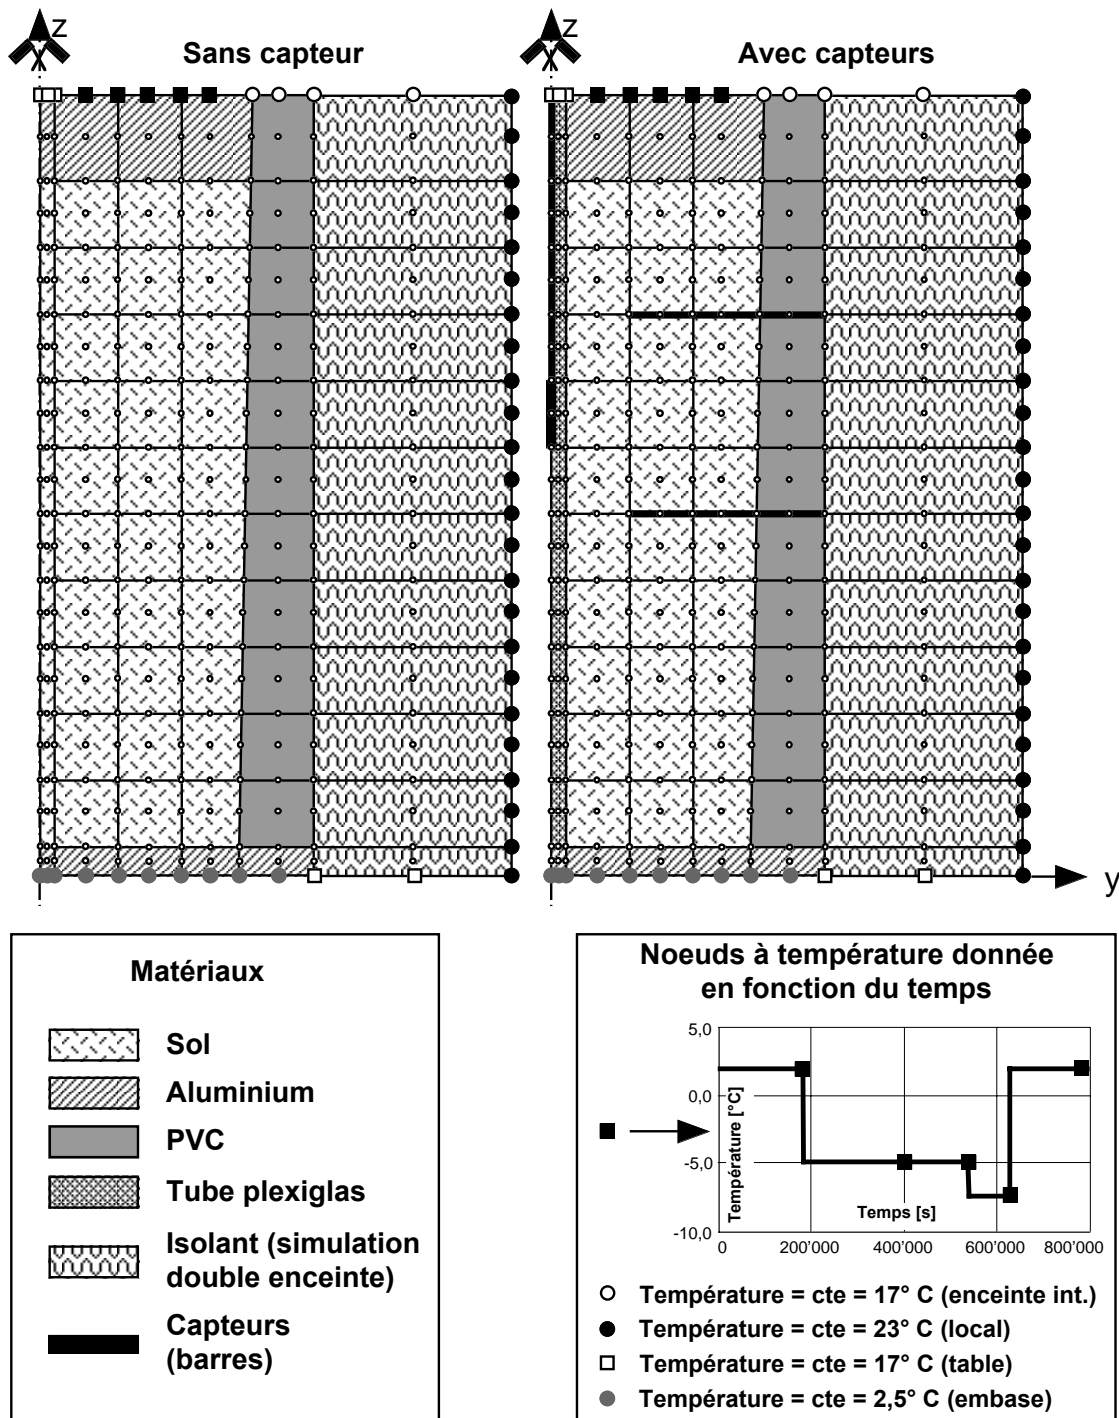 z
z
Sans capteur
Avec capteurs
y
Matériaux
Sol
Aluminium
PVC
Tube plexiglas
Isolant (simulation
double enceinte)
Capteurs
(barres)
Noeuds à température donnée
en fonction du temps
5,0
0,0
-5,0
-10,0
Température [°C]
Temps [s]
0
200'000
400'000
600'000
800'000
Température = cte = 17° C (enceinte int.)
Température = cte = 23° C (local)
Température = cte = 17° C (table)
Température = cte = 2,5° C (embase)